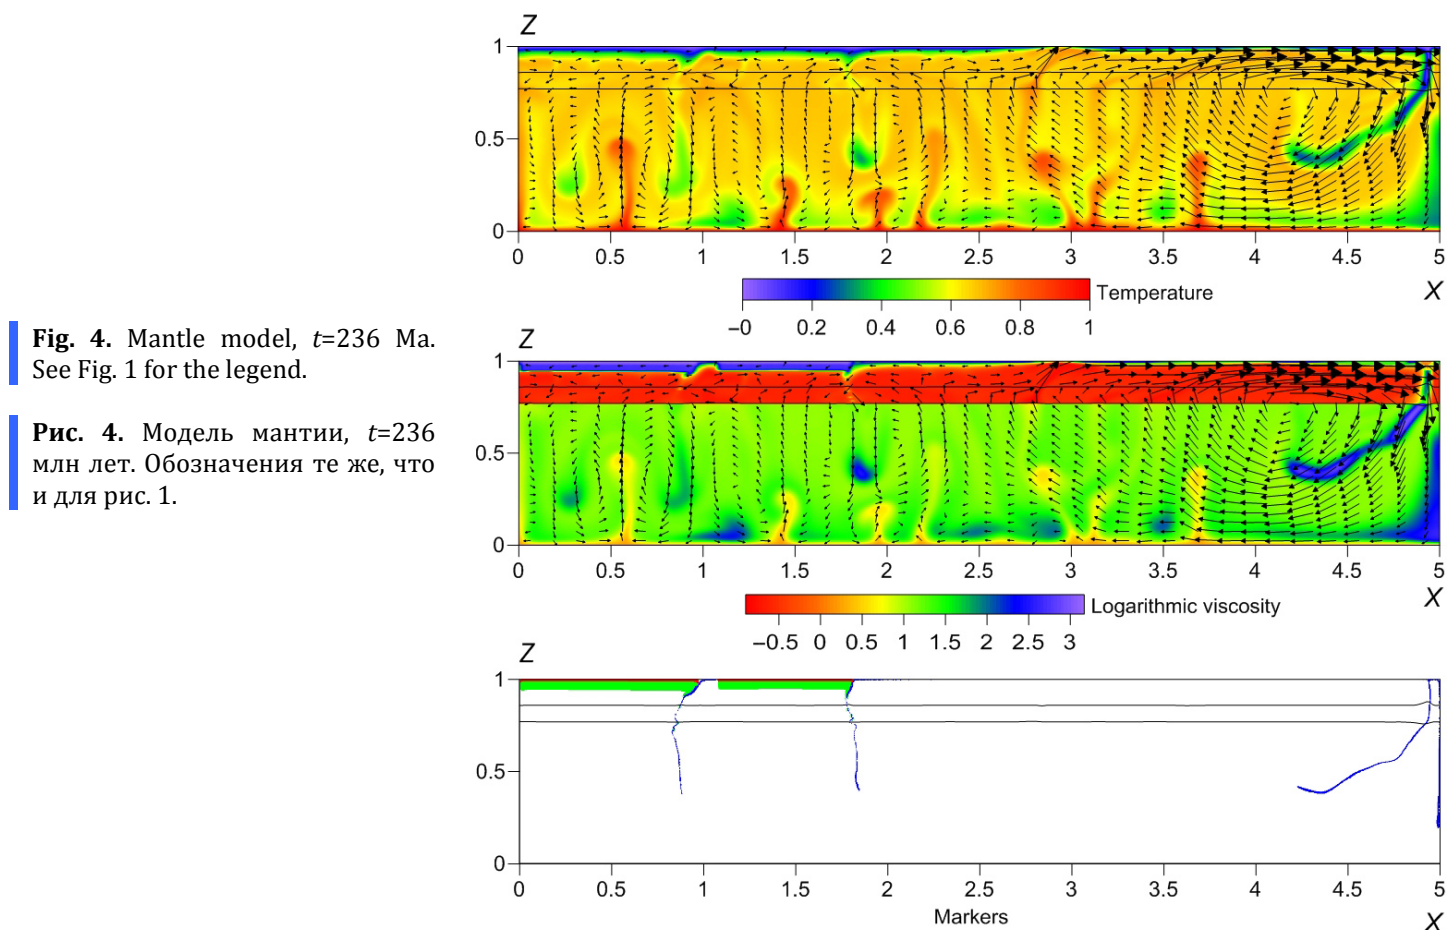 Fig. 4. Mantle model, t=236 Ma.
See Fig. 1 for the legend.
Рис. 4. Модель мантии, t=236
млн лет. Обозначения те же, что
и для рис. 1.
Z
1
0.5
0
0 0.5 1 1.5 2 2.5 3 3.5 4 4.5 5
Temperature
X
−0 0.2 0.4 0.6 0.8 1
Z
1
0.5
0
0 0.5 1 1.5 2 2.5 3 3.5 4 4.5 5
X
Logarithmic viscosity
−0.5 0 0.5 1 1.5 2 2.5 3
Z
1
0.5
0
0 0.5 1 1.5 2 2.5 3 3.5 4 4.5 5
Markers
X